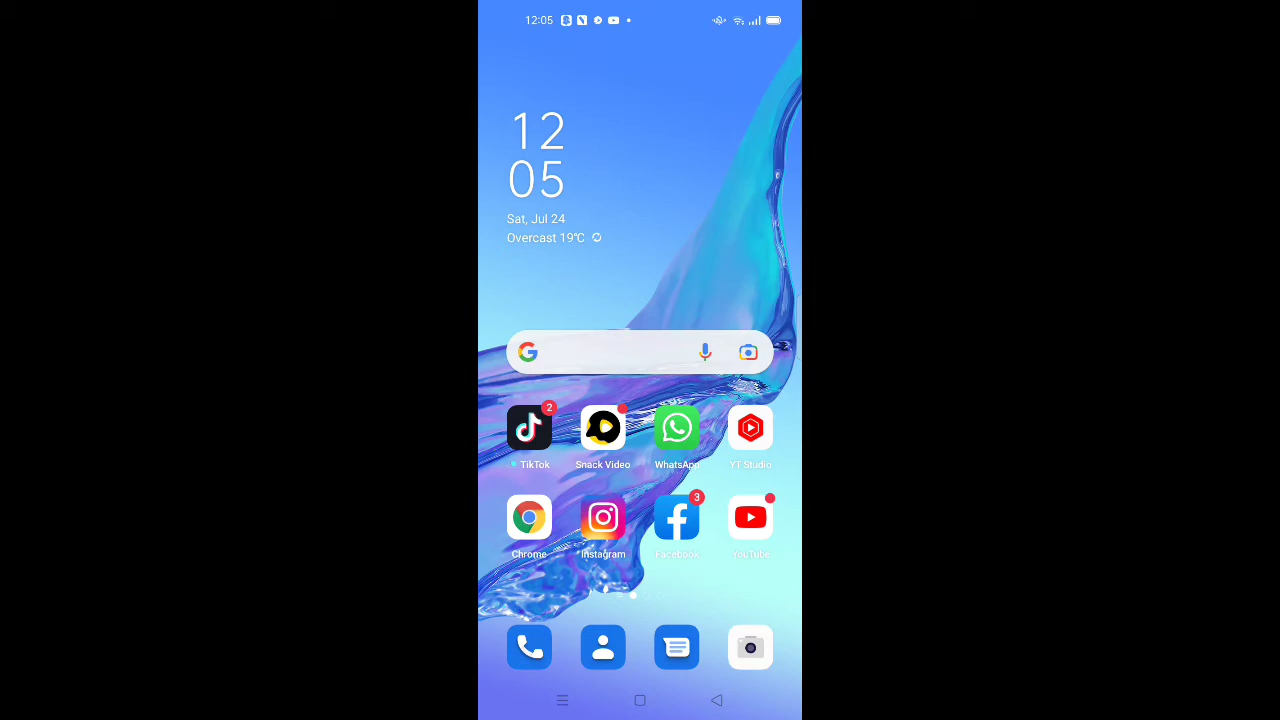 12:05
12
05
Sat, Jul 24
Overcast 19℃
2
TikTok
Snack Video
WhatsApp
YT Studio
3
Chrome
Instagram
Facebook
YouTube